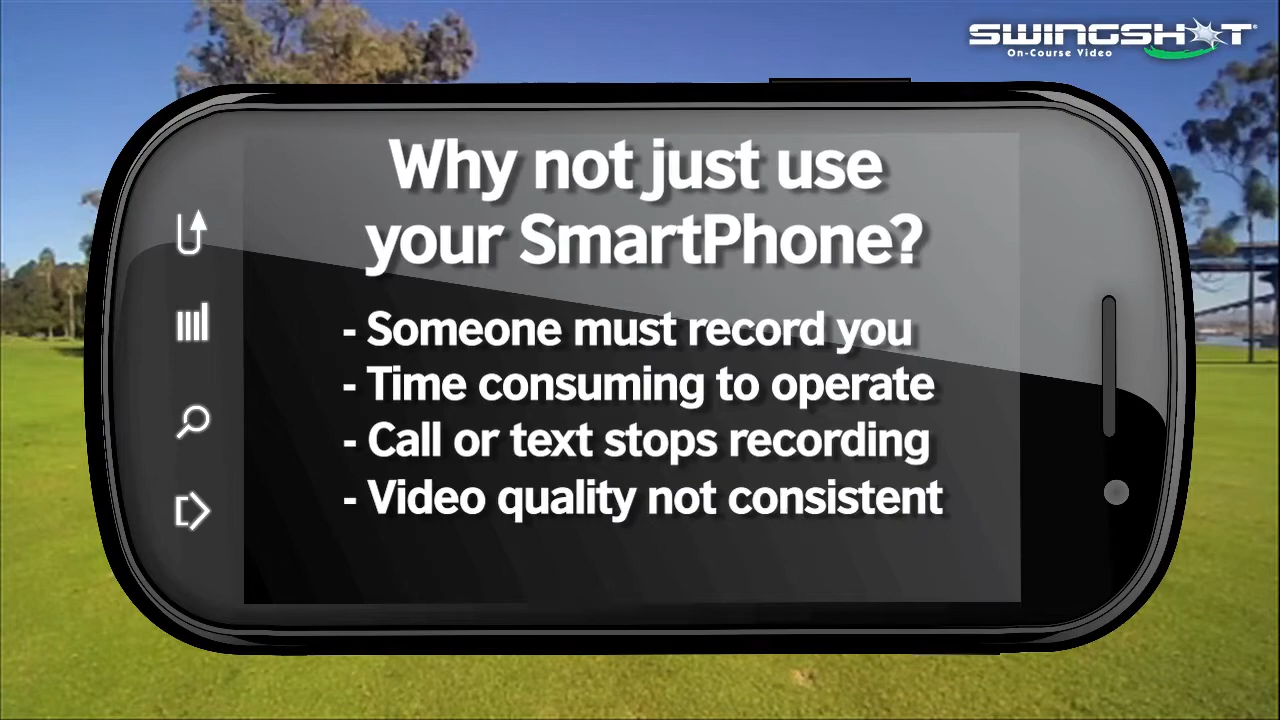 SWINGSHOT
On-Course Video
Why not just use
your SmartPhone?
- Someone must record you
- Time consuming to operate
- Call or text stops recording
- Video quality not consistent